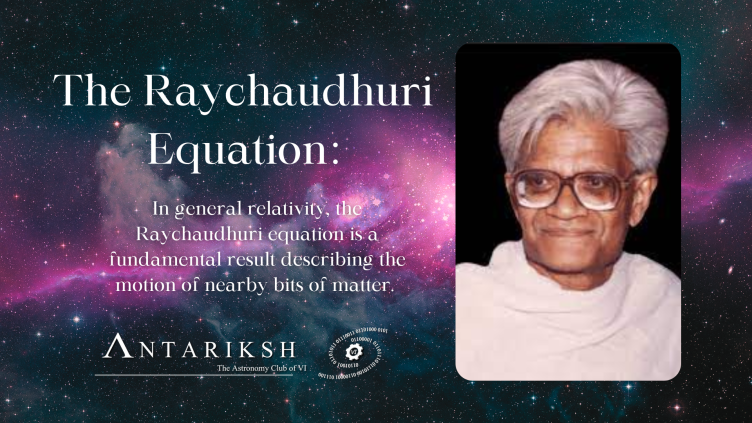 The Raychaudhuri
Equation:
In general relativity, the
Raychaudhuri equation is a
fundamental result describing the
motion of nearby bits of matter.
ANTARIKSH
The Astronomy Club of VI